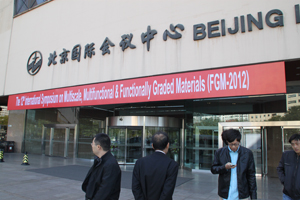 北京国际会议中心 BEIJING
The 12th International Symposium on Multiscale, Multifunctional & Functionally Graded Materials (FGM-2012)